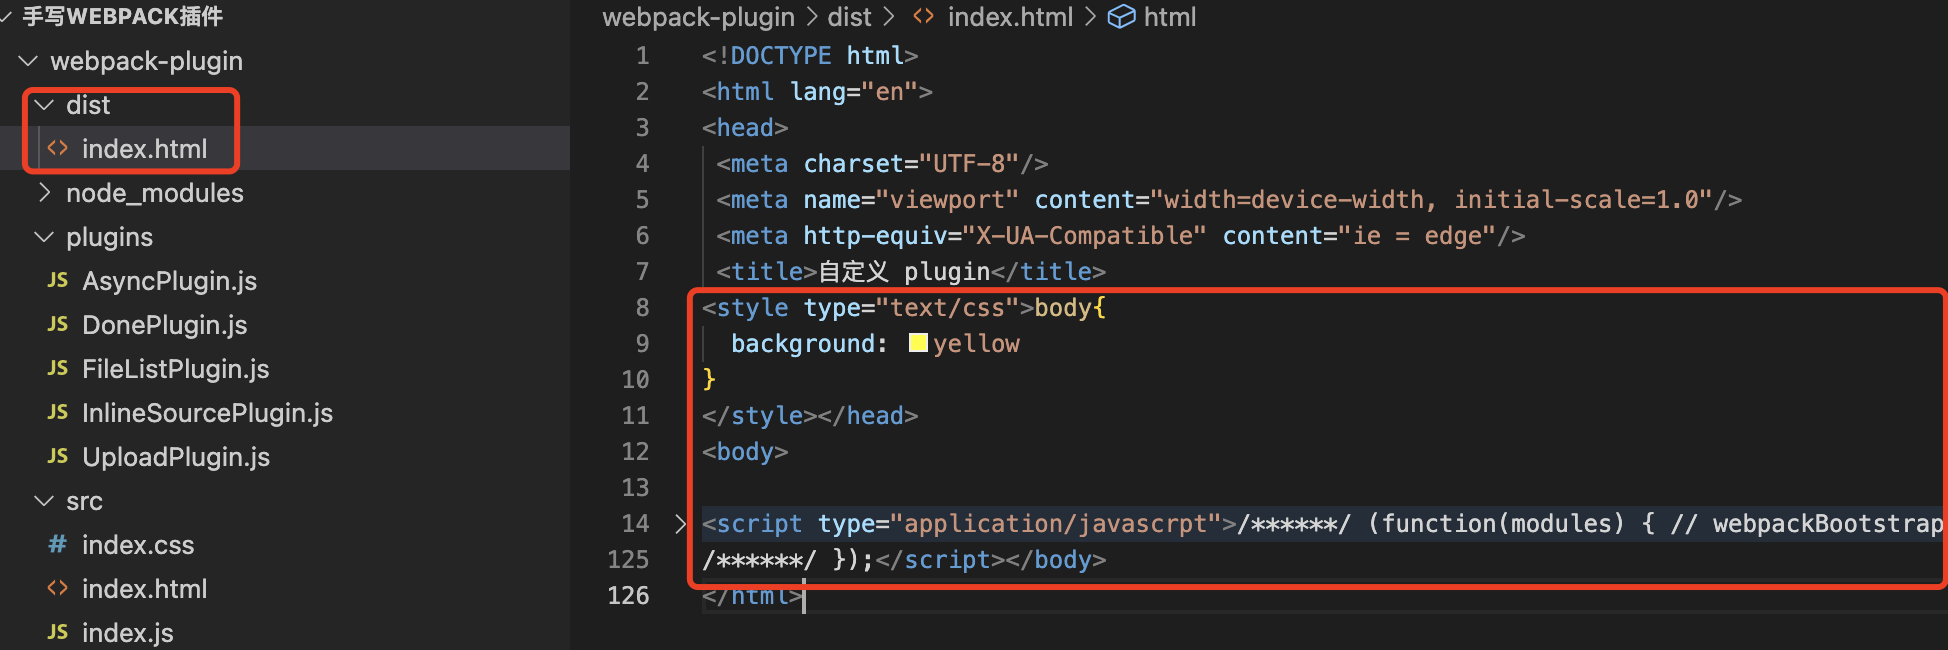 手写WEBPACK插件
webpack-plugin
dist
index.html
node_modules
plugins
JS AsyncPlugin.js
JS DonePlugin.js
JS FileListPlugin.js
JS InlineSourcePlugin.js
JS UploadPlugin.js
src
# index.css
index.html
JS index.js
webpack-plugin > dist > <> index.html > html
1 <!DOCTYPE html>
2 <html lang="en">
3 <head>
4 <meta charset="UTF-8"/>
5 <meta name="viewport" content="width=device-width, initial-scale=1.0"/>
6 <meta http-equiv="X-UA-Compatible" content="ie = edge"/>
7 <title>自定义 plugin</title>
8 <style type="text/css">body{
9 background: yellow
10 }
11 </style></head>
12 <body>
13
14 <script type="application/javascrpt">/******/ (function(modules) { // webpackBootstrap
125 /******/ });</script></body>
126 </html>